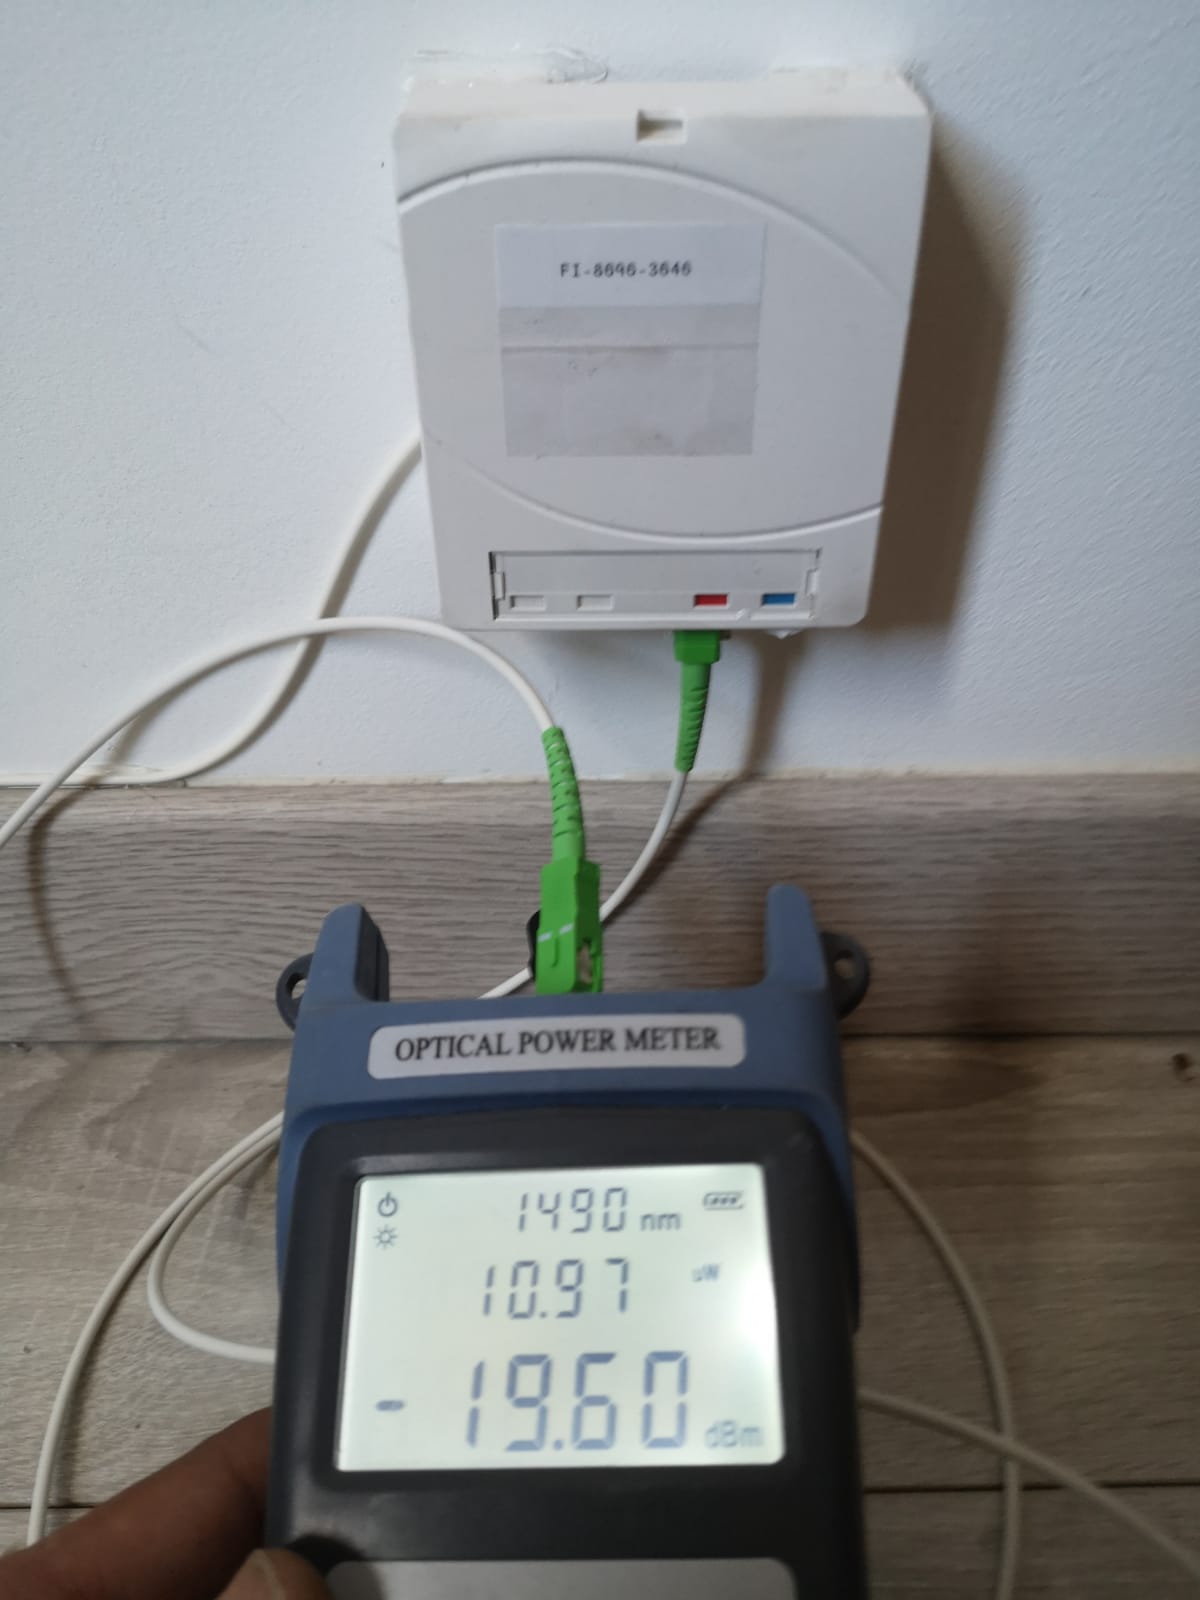 FI-8696-3646
OPTICAL POWER METER
1490 nm
10.97 uW
-19.60 dBm